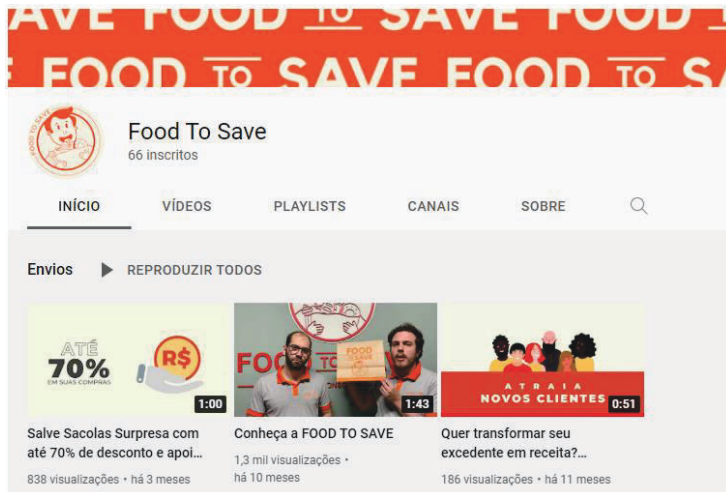 AVE FOOD TO SAVE FOOD
FOOD TO SAVE FOOD TO SA
FOOD TO SAVE
Food To Save
66 inscritos
INÍCIO VÍDEOS PLAYLISTS CANAIS SOBRE
Envios REPRODUZIR TODOS
ATÉ
70%
EM SUAS COMPRAS
R$
1:00
FOOD TO SAVE
FOOD TO SAVE
1:43
ATRAIA
NOVOS CLIENTES
0:51
Salve Sacolas Surpresa com
até 70% de desconto e apoi...
838 visualizações • há 3 meses
Conheça a FOOD TO SAVE
1,3 mil visualizações •
há 10 meses
Quer transformar seu
excedente em receita?...
186 visualizações • há 11 meses